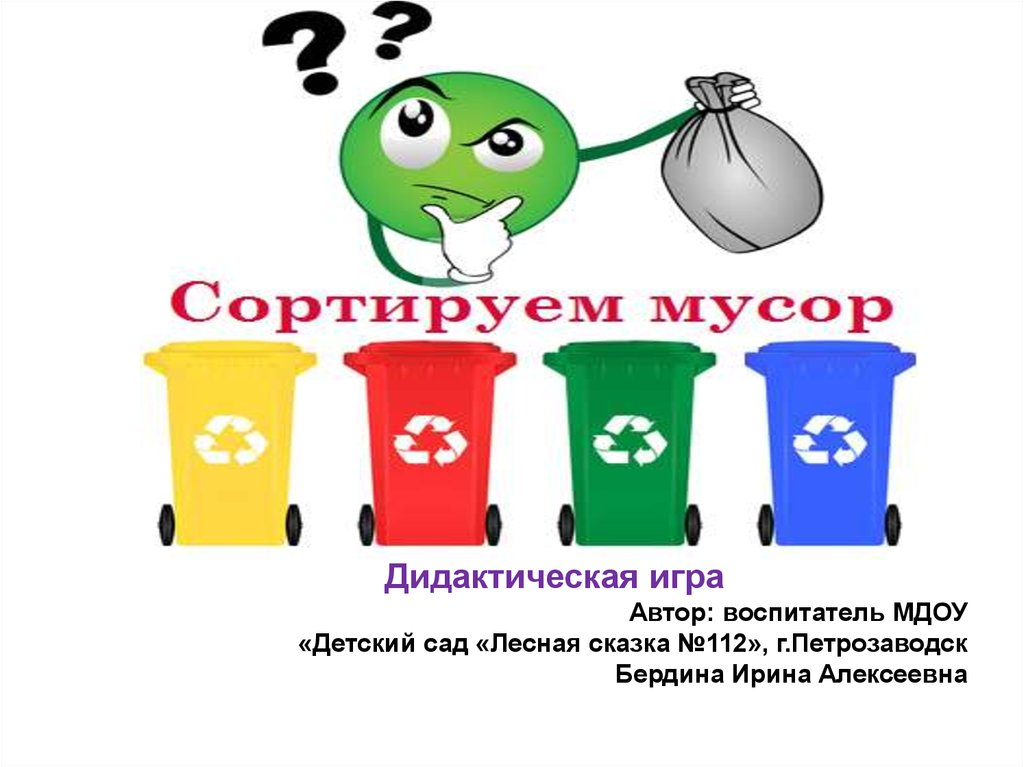 ??
Сортируем мусор
Дидактическая игра
Автор: воспитатель МДОУ
«Детский сад «Лесная сказка №112», г.Петрозаводск
Бердина Ирина Алексеевна